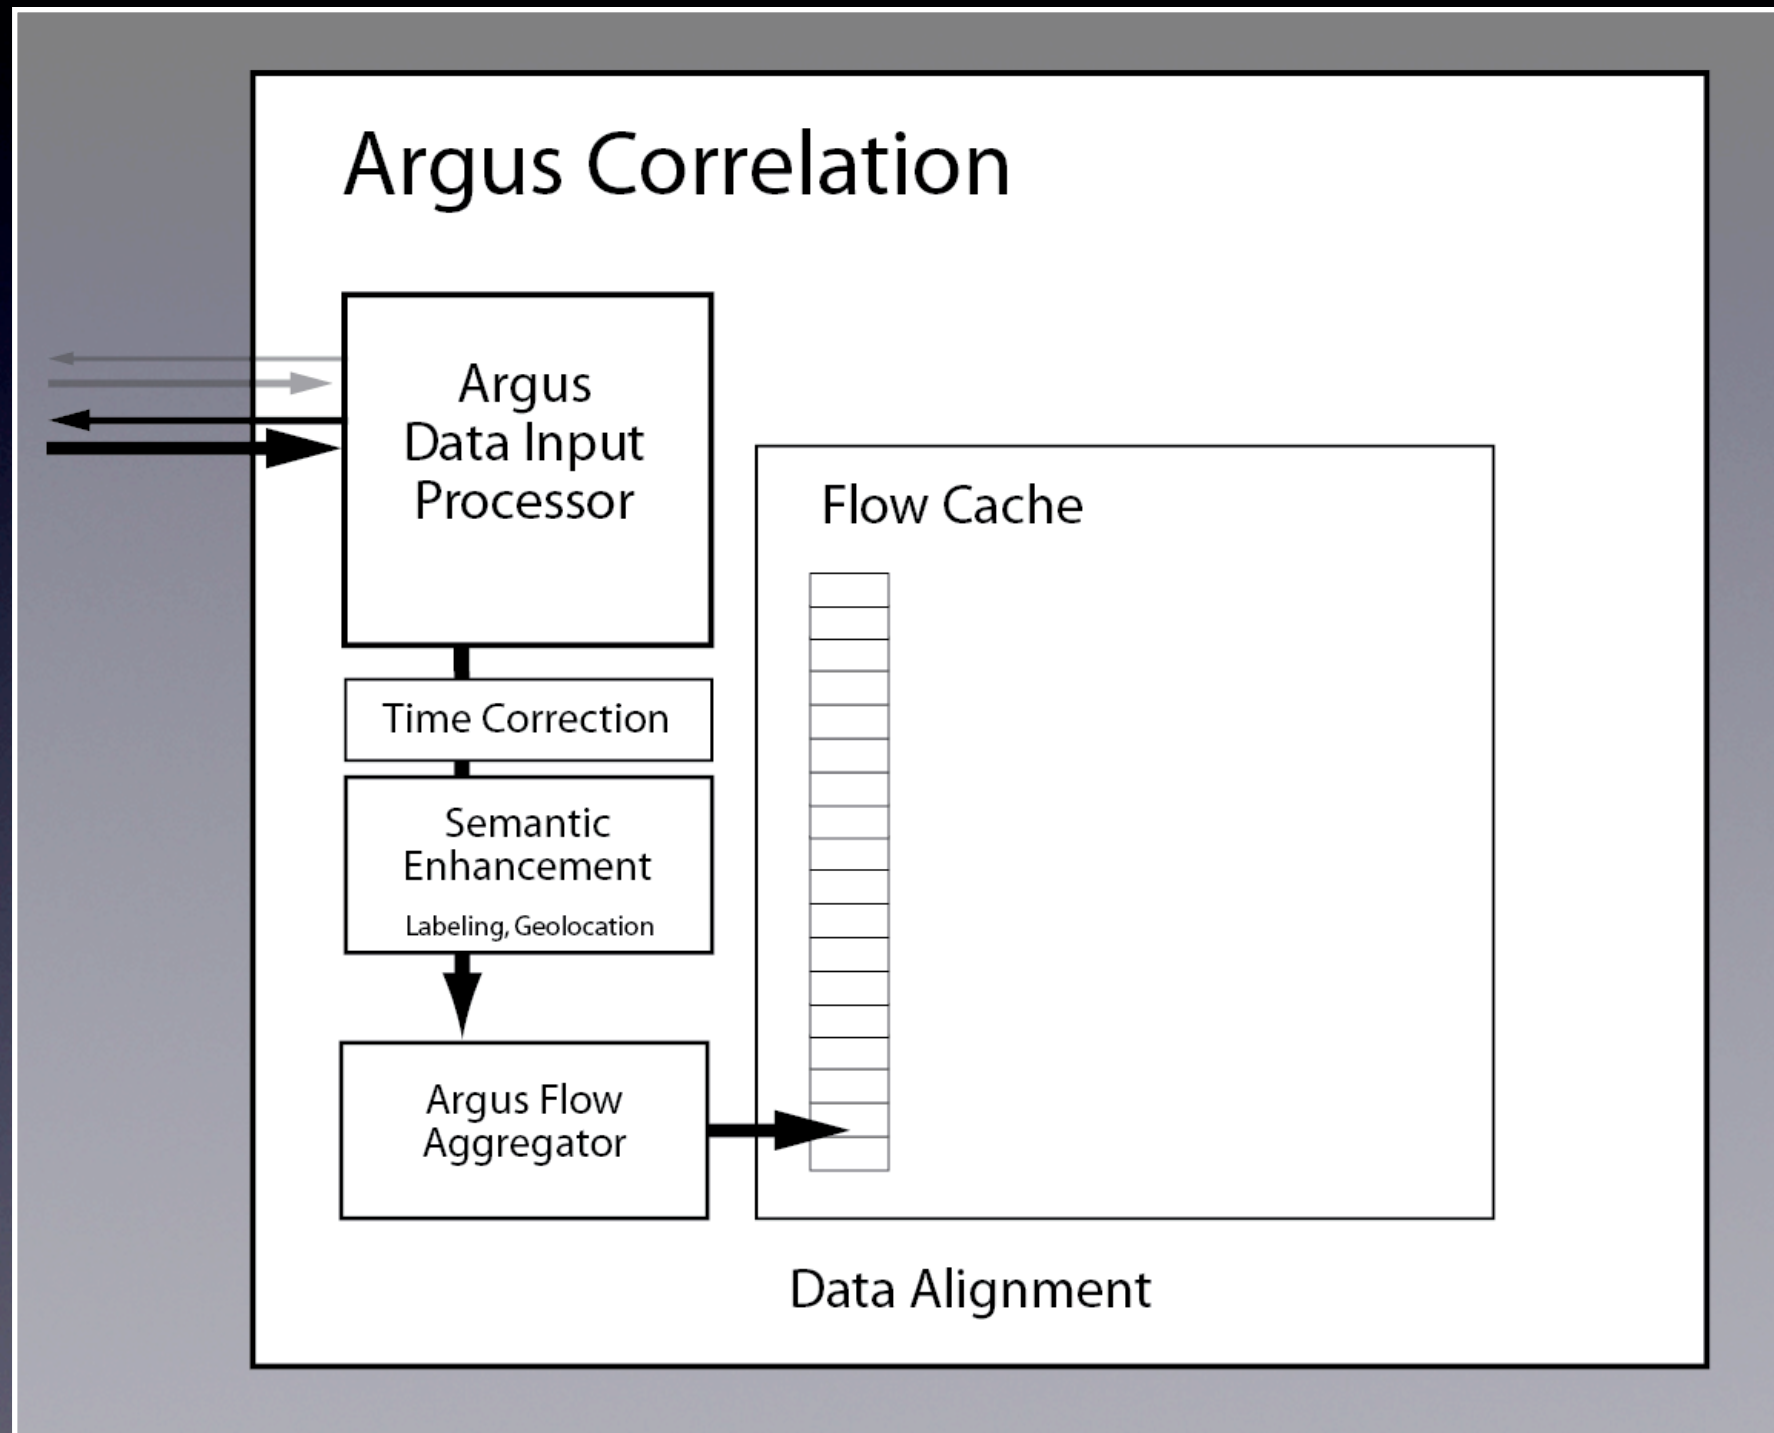 Argus Correlation
Argus
Data Input
Processor
Flow Cache
Time Correction
Semantic
Enhancement
Labeling, Geolocation
Argus Flow
Aggregator
Data Alignment